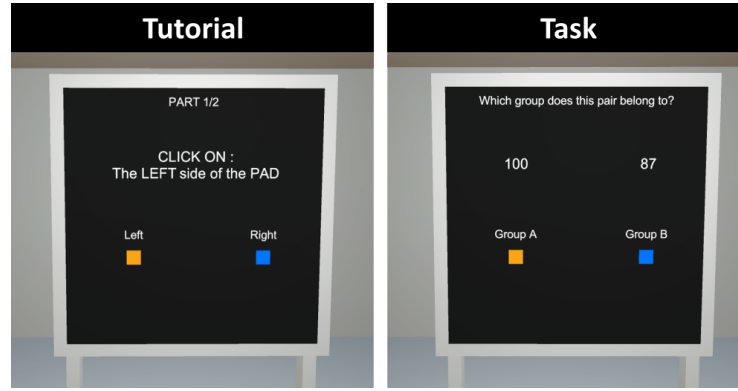 Tutorial
PART 1/2
CLICK ON :
The LEFT side of the PAD
Left Right
Task
Which group does this pair belong to?
100 87
Group A Group B